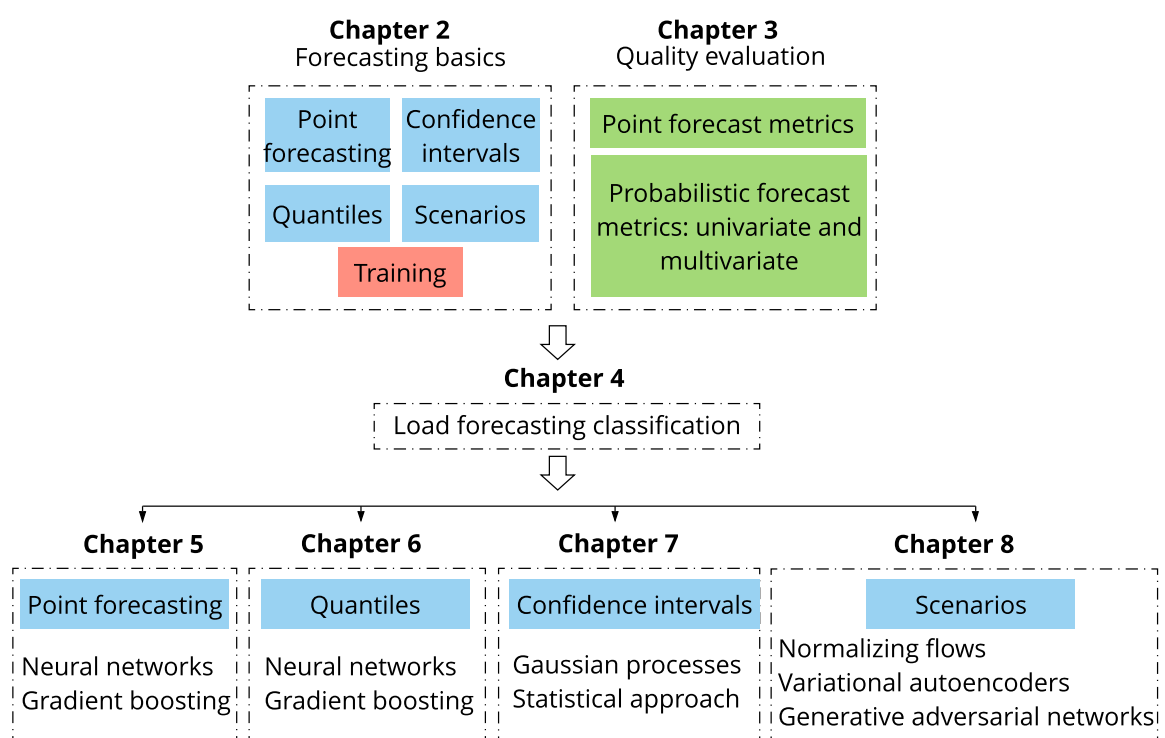 Chapter 2
Forecasting basics
Point
forecasting
Confidence
intervals
Quantiles
Scenarios
Training
Chapter 3
Quality evaluation
Point forecast metrics
Probabilistic forecast
metrics: univariate and
multivariate
Chapter 4
Load forecasting classification
Chapter 5
Point forecasting
Neural networks
Gradient boosting
Chapter 6
Quantiles
Neural networks
Gradient boosting
Chapter 7
Confidence intervals
Gaussian processes
Statistical approach
Chapter 8
Scenarios
Normalizing flows
Variational autoencoders
Generative adversarial networks